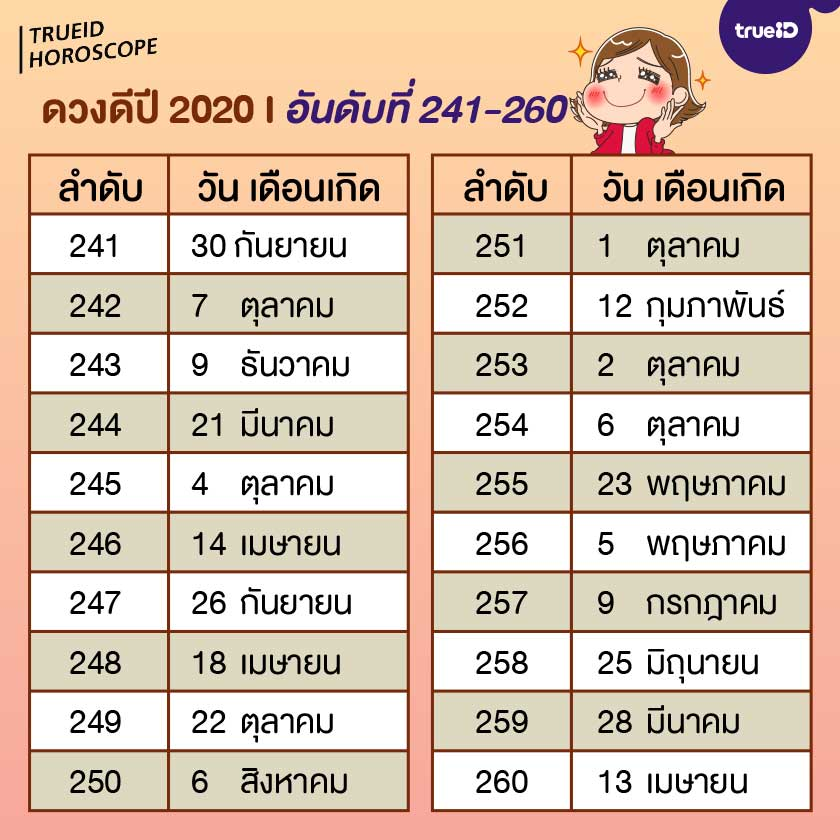 TRUEID
HOROSCOPE
trueID
ดวงดีปี 2020 I อันดับที่ 241-260
ลำดับ วัน เดือนเกิด
241 30 กันยายน
242 7 ตุลาคม
243 9 ธันวาคม
244 21 มีนาคม
245 4 ตุลาคม
246 14 เมษายน
247 26 กันยายน
248 18 เมษายน
249 22 ตุลาคม
250 6 สิงหาคม
ลำดับ วัน เดือนเกิด
251 1 ตุลาคม
252 12 กุมภาพันธ์
253 2 ตุลาคม
254 6 ตุลาคม
255 23 พฤษภาคม
256 5 พฤษภาคม
257 9 กรกฎาคม
258 25 มิถุนายน
259 28 มีนาคม
260 13 เมษายน